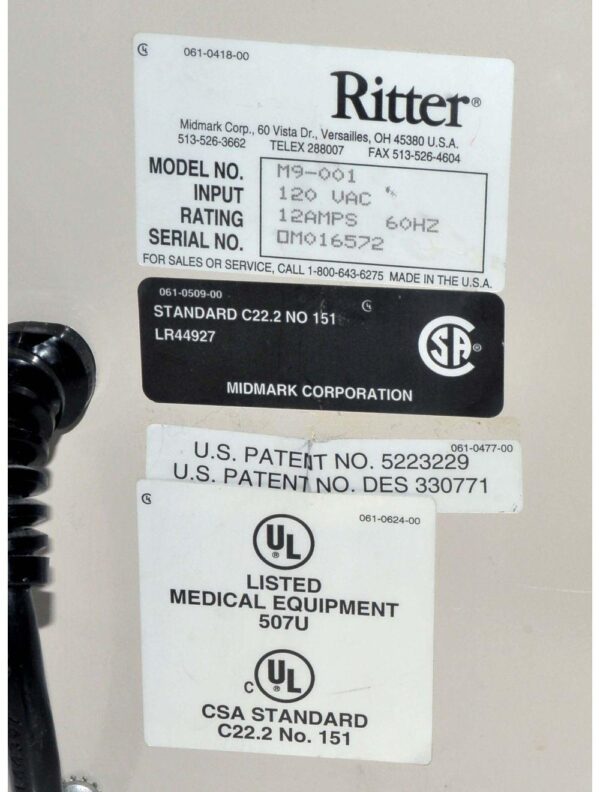 061-0418-00
Ritter®
Midmark Corp., 60 Vista Dr., Versailles, OH 45380 U.S.A.
513-526-3662 TELEX 288007 FAX 513-526-4604
MODEL NO. M9-001
INPUT 120 VAC
RATING 12AMPS 60HZ
SERIAL NO. 0M016572
FOR SALES OR SERVICE, CALL 1-800-643-6275 MADE IN THE U.S.A.
061-0509-00
STANDARD C22.2 NO 151
LR44927
CSA®
MIDMARK CORPORATION
061-0477-00
U.S. PATENT NO. 5223229
U.S. PATENT NO. DES 330771
061-0624-00
UL®
LISTED
MEDICAL EQUIPMENT
507U
C UL®
CSA STANDARD
C22.2 No. 151